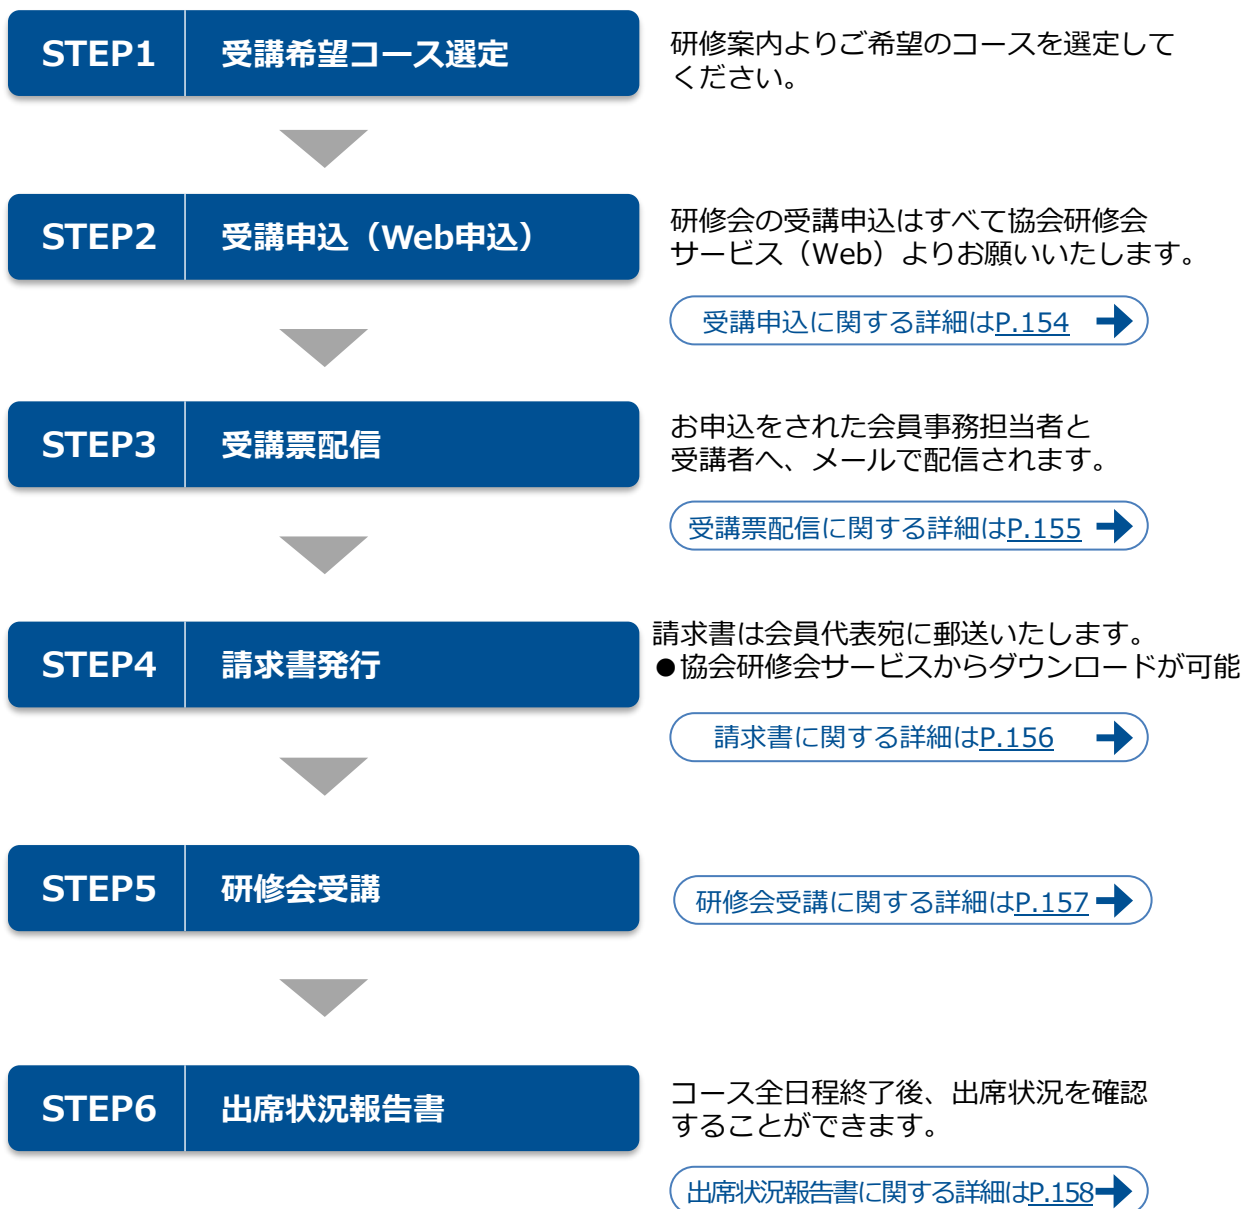 STEP1 受講希望コース選定
研修案内よりご希望のコースを選定して
ください。
STEP2 受講申込（Web申込）
研修会の受講申込はすべて協会研修会
サービス（Web）よりお願いいたします。
受講申込に関する詳細はP.154
STEP3 受講票配信
お申込をされた会員事務担当者と
受講者へ、メールで配信されます。
受講票配信に関する詳細はP.155
STEP4 請求書発行
請求書は会員代表宛に郵送いたします。
●協会研修会サービスからダウンロードが可能
請求書に関する詳細はP.156
STEP5 研修会受講
研修会受講に関する詳細はP.157
STEP6 出席状況報告書
コース全日程終了後、出席状況を確認
することができます。
出席状況報告書に関する詳細はP.158